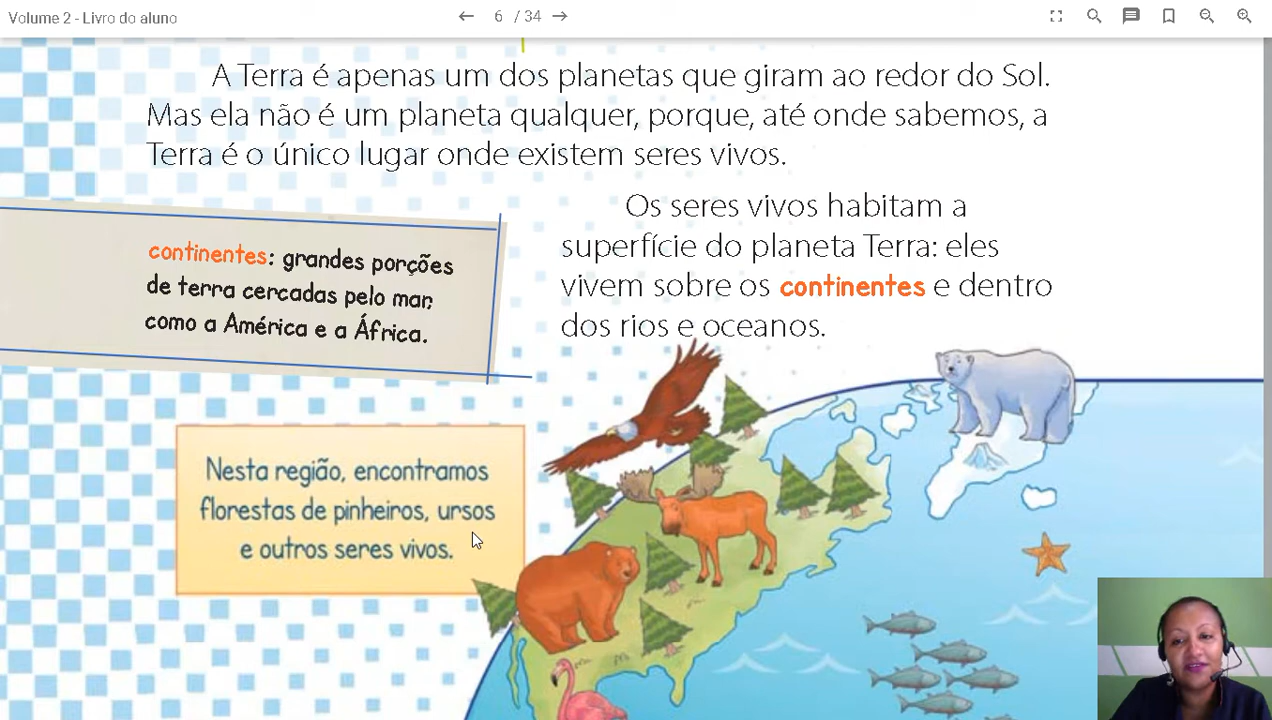 Volume 2 - Livro do aluno
6 / 34
A Terra é apenas um dos planetas que giram ao redor do Sol.
Mas ela não é um planeta qualquer, porque, até onde sabemos, a
Terra é o único lugar onde existem seres vivos.
continentes: grandes porções
de terra cercadas pelo mar,
como a América e a África.
Os seres vivos habitam a
superfície do planeta Terra: eles
vivem sobre os continentes e dentro
dos rios e oceanos.
Nesta região, encontramos
florestas de pinheiros, ursos
e outros seres vivos.